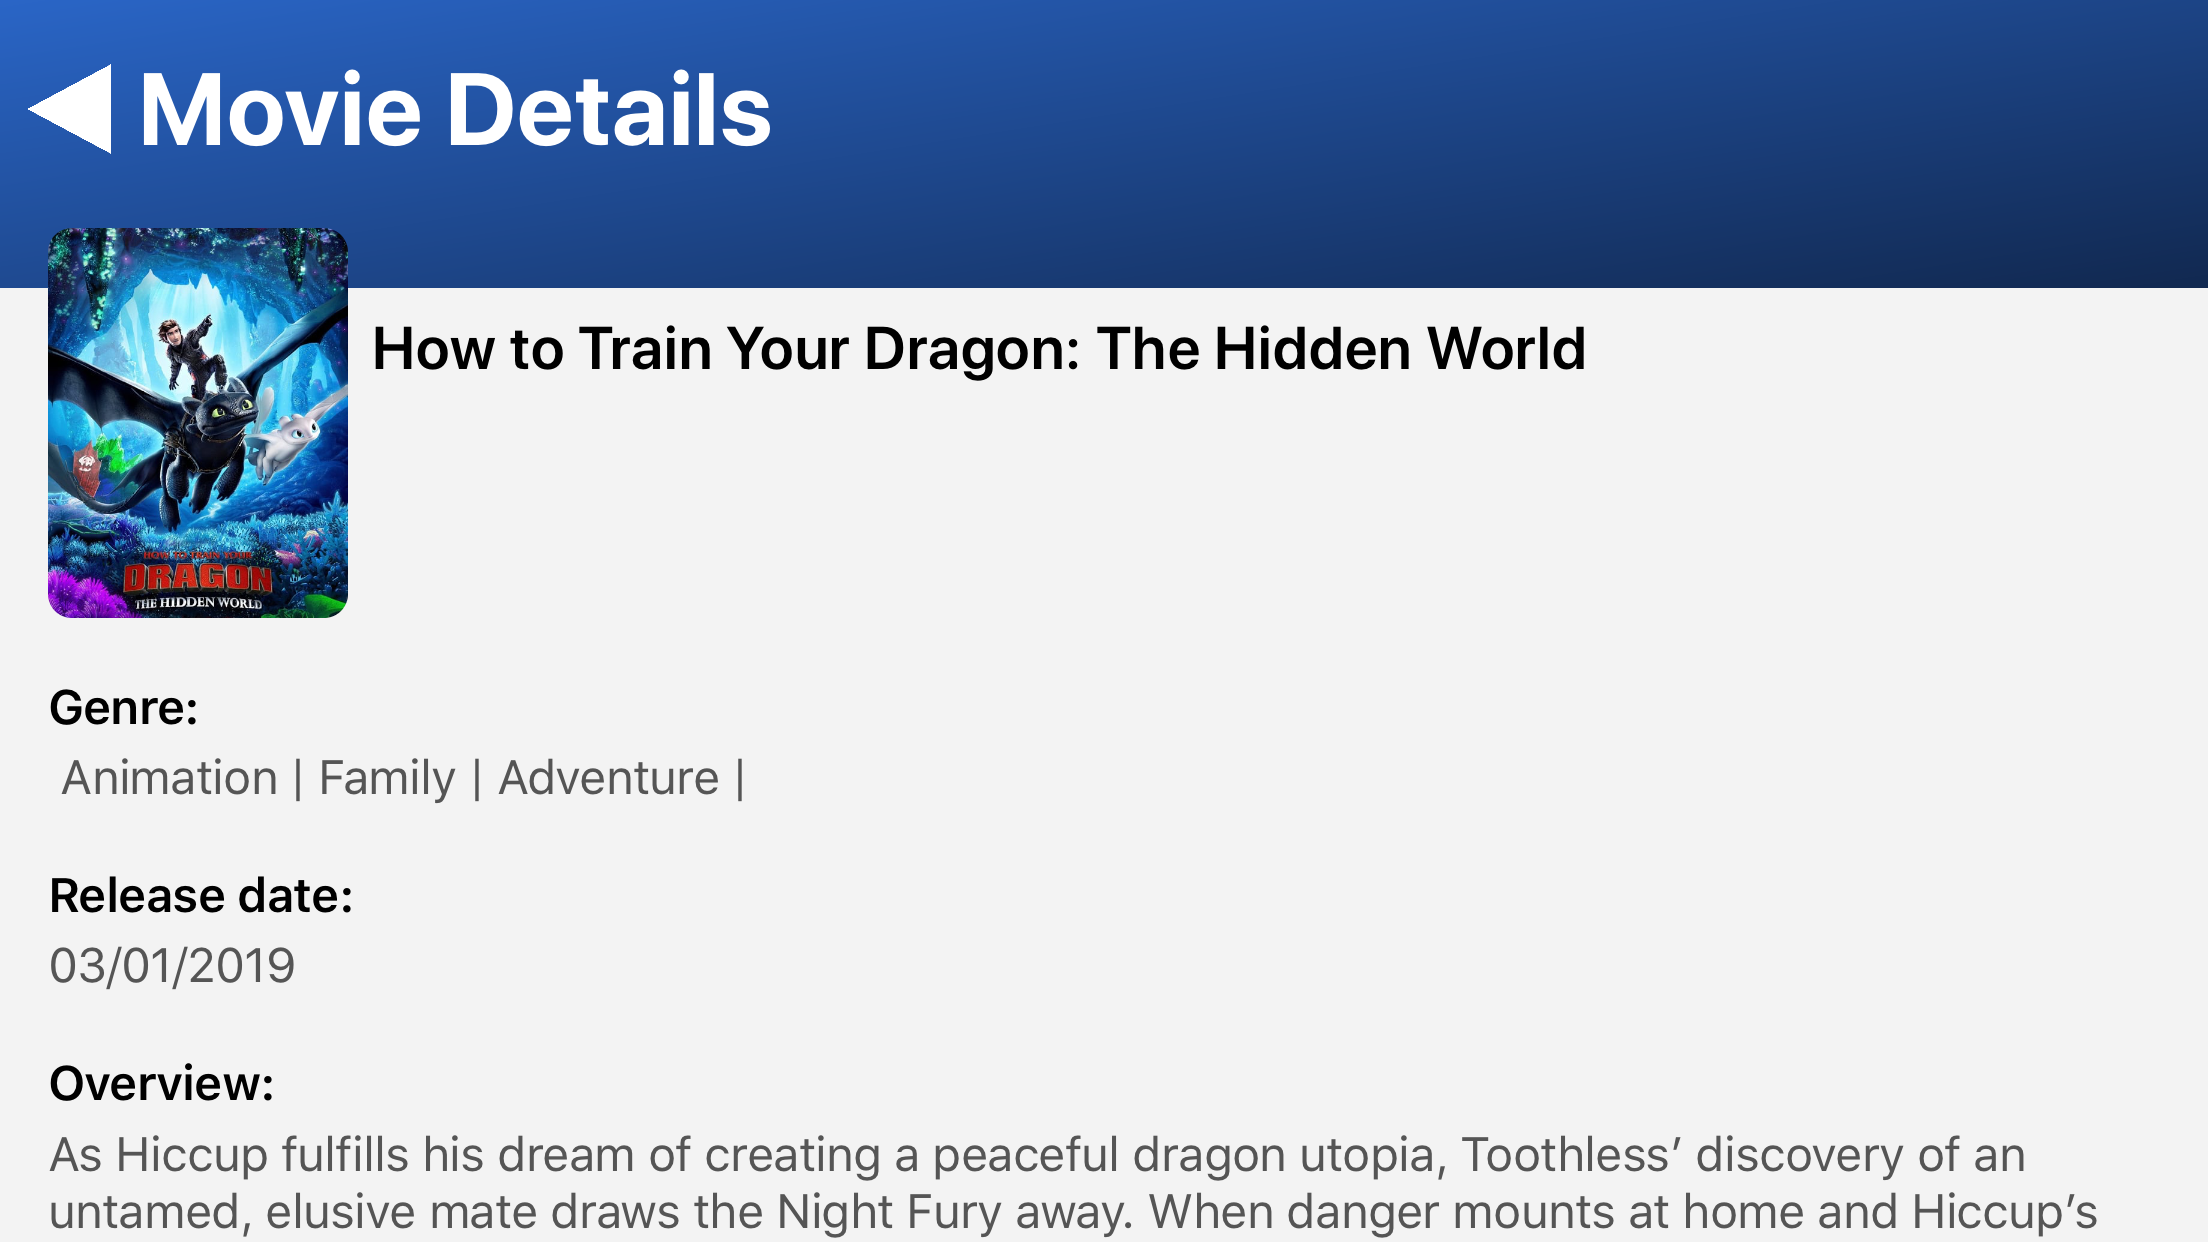 Movie Details
How to Train Your Dragon: The Hidden World
HOW TO TRAIN YOUR
DRAGON
THE HIDDEN WORLD
Genre:
Animation | Family | Adventure |
Release date:
03/01/2019
Overview:
As Hiccup fulfills his dream of creating a peaceful dragon utopia, Toothless’ discovery of an
untamed, elusive mate draws the Night Fury away. When danger mounts at home and Hiccup’s